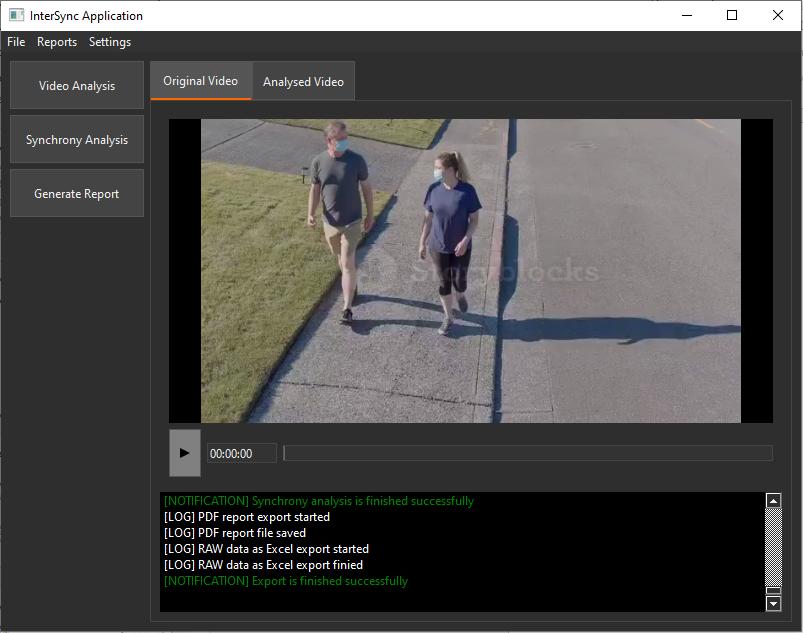 InterSync Application
File Reports Settings
Video Analysis
Synchrony Analysis
Generate Report
Original Video Analysed Video
Storyblocks
00:00:00
[NOTIFICATION] Synchrony analysis is finished successfully
[LOG] PDF report export started
[LOG] PDF report file saved
[LOG] RAW data as Excel export started
[LOG] RAW data as Excel export finied
[NOTIFICATION] Export is finished successfully